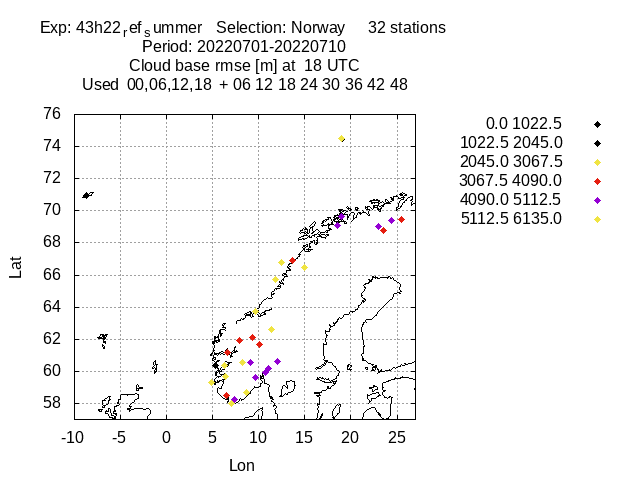 Exp: 43h22refsummer Selection: Norway 32 stations
Period: 20220701-20220710
Cloud base rmse [m] at 18 UTC
Used 00,06,12,18 + 06 12 18 24 30 36 42 48
0.0 1022.5
1022.5 2045.0
2045.0 3067.5
3067.5 4090.0
4090.0 5112.5
5112.5 6135.0
76
74
72
70
68
66
64
62
60
58
Lat
-10 -5 0 5 10 15 20 25
Lon